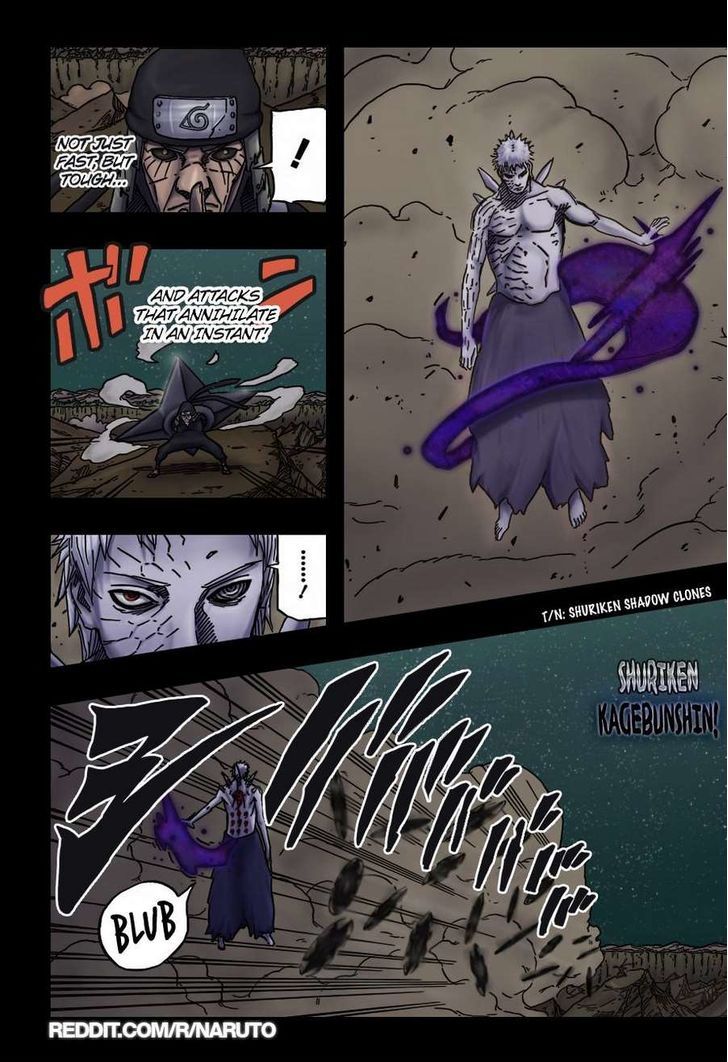 !
NOT JUST
FAST, BUT
TOUGH...
ボン
AND ATTACKS
THAT ANNIHILATE
IN AN INSTANT!
......
T/N: SHURIKEN SHADOW CLONES
SHURIKEN
KAGEBUNSHIN!
BLUB
REDDIT.COM/R/NARUTO